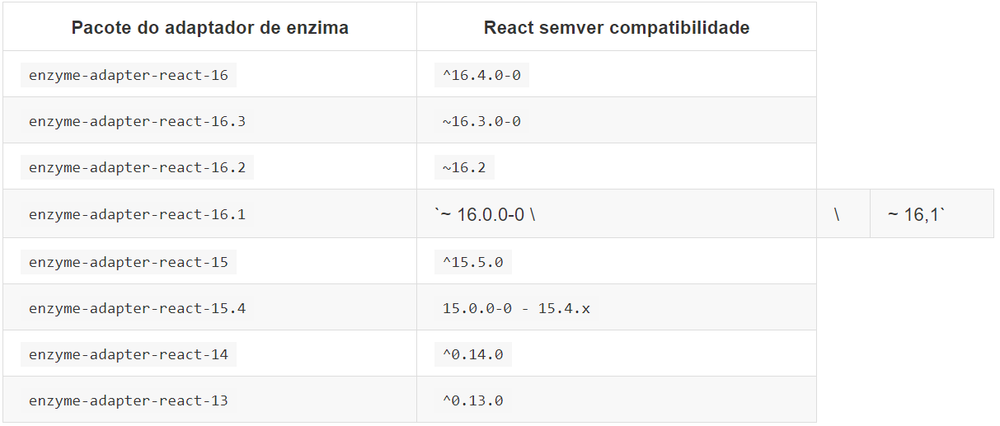 Pacote do adaptador de enzima React semver compatibilidade
enzyme-adapter-react-16 ^16.4.0-0
enzyme-adapter-react-16.3 ~16.3.0-0
enzyme-adapter-react-16.2 ~16.2
enzyme-adapter-react-16.1 `~ 16.0.0-0 \ \ ~ 16,1`
enzyme-adapter-react-15 ^15.5.0
enzyme-adapter-react-15.4 15.0.0-0 - 15.4.x
enzyme-adapter-react-14 ^0.14.0
enzyme-adapter-react-13 ^0.13.0